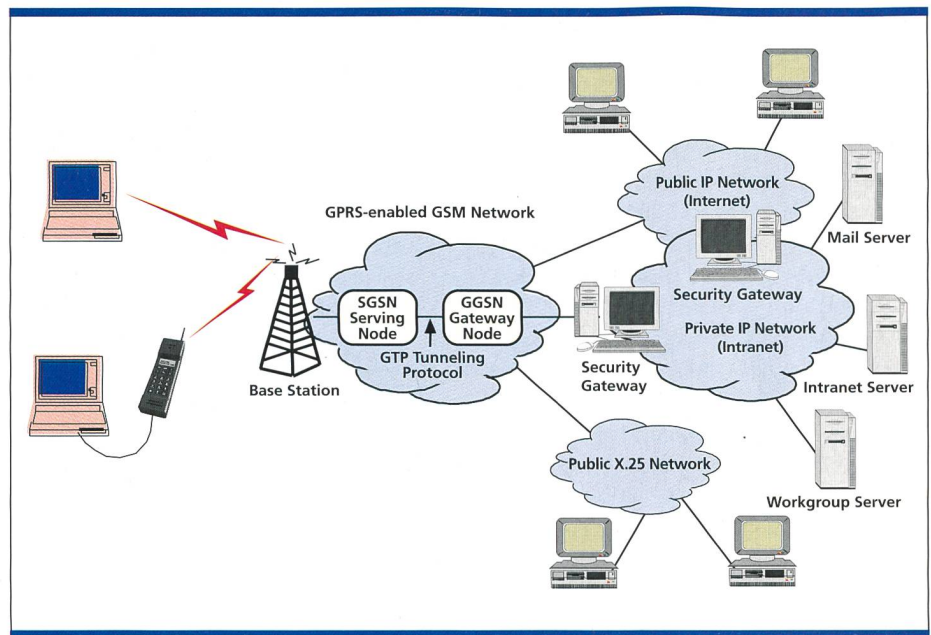 Public IP Network
(Internet)
GPRS-enabled GSM Network
Mail Server
Security Gateway
SGSN
Serving
Node
GGSN
Gateway
Node
Private IP Network
(Intranet)
GTP Tunneling
Protocol
Security
Gateway
Base Station
Intranet Server
Public X.25 Network
Workgroup Server